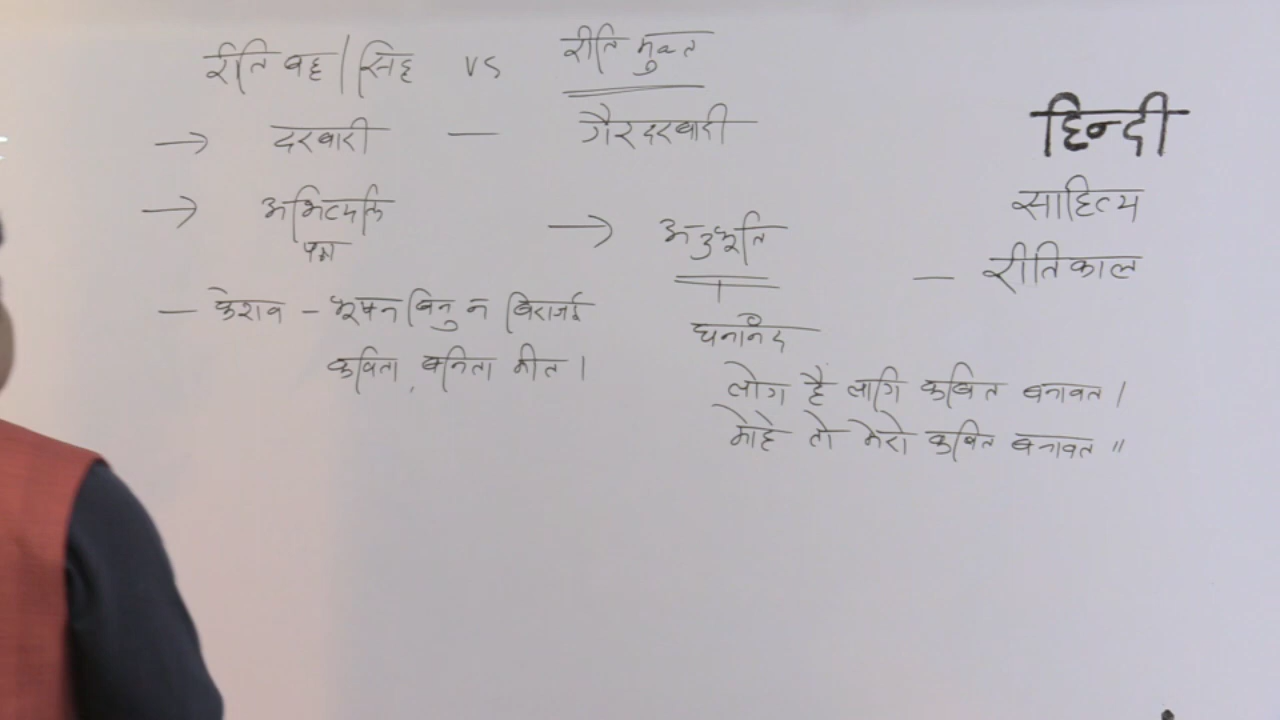 रीति बद्ध / सिद्ध vs रीति मुक्त
→ दरबारी — गैर दरबारी
→ अभिव्यक्ति पक्ष
→ अनुभूति
— केशव – भूषन बिनु न बिराजई
कविता, बनिता मीत ।
घनानंद
लोग है लागि कबित बनावत ।
मोहे तो मेरो कबित बनावत ॥
हिन्दी
साहित्य
— रीतिकाल